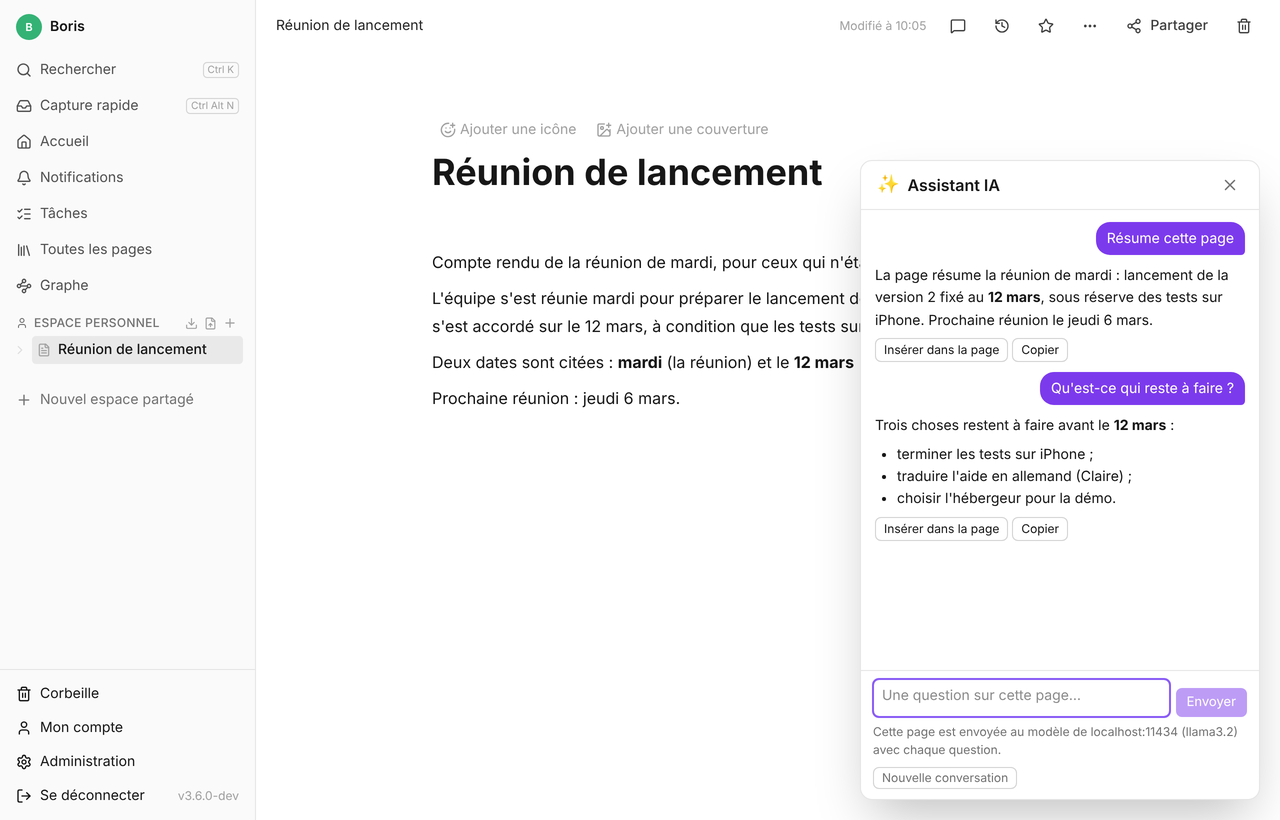 B Boris
Rechercher Ctrl K
Capture rapide Ctrl Alt N
Accueil
Notifications
Tâches
Toutes les pages
Graphe
ESPACE PERSONNEL
Réunion de lancement
Nouvel espace partagé
Corbeille
Mon compte
Administration
Se déconnecter v3.6.0-dev
Réunion de lancement
Modifié à 10:05
Partager
Ajouter une icône Ajouter une couverture
Réunion de lancement
Compte rendu de la réunion de mardi, pour ceux qui
L'équipe s'est réunie mardi pour préparer le lancement
s'est accordé sur le 12 mars, à condition que les tests
Deux dates sont citées : mardi (la réunion) et le 12 mars
Prochaine réunion : jeudi 6 mars.
✨ Assistant IA
Résume cette page
La page résume la réunion de mardi : lancement de la
version 2 fixé au 12 mars, sous réserve des tests sur
iPhone. Prochaine réunion le jeudi 6 mars.
Insérer dans la page Copier
Qu'est-ce qui reste à faire ?
Trois choses restent à faire avant le 12 mars :
• terminer les tests sur iPhone ;
• traduire l'aide en allemand (Claire) ;
• choisir l'hébergeur pour la démo.
Insérer dans la page Copier
Une question sur cette page...
Envoyer
Cette page est envoyée au modèle de localhost:11434 (llama3.2)
avec chaque question.
Nouvelle conversation